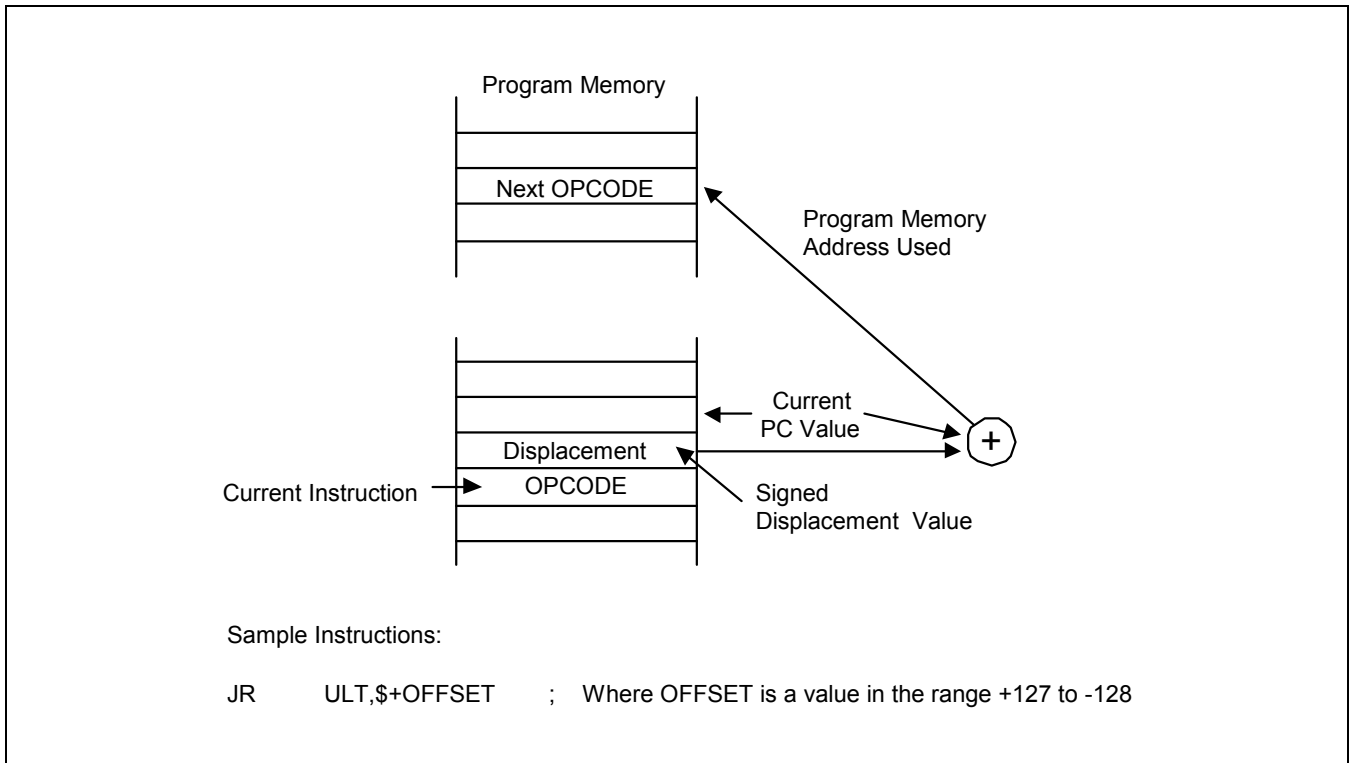 Program Memory
Next OPCODE
Program Memory
Address Used
Current
PC Value
+
Displacement
OPCODE
Current Instruction
Signed
Displacement Value
Sample Instructions:
JR ULT,$+OFFSET ; Where OFFSET is a value in the range +127 to -128